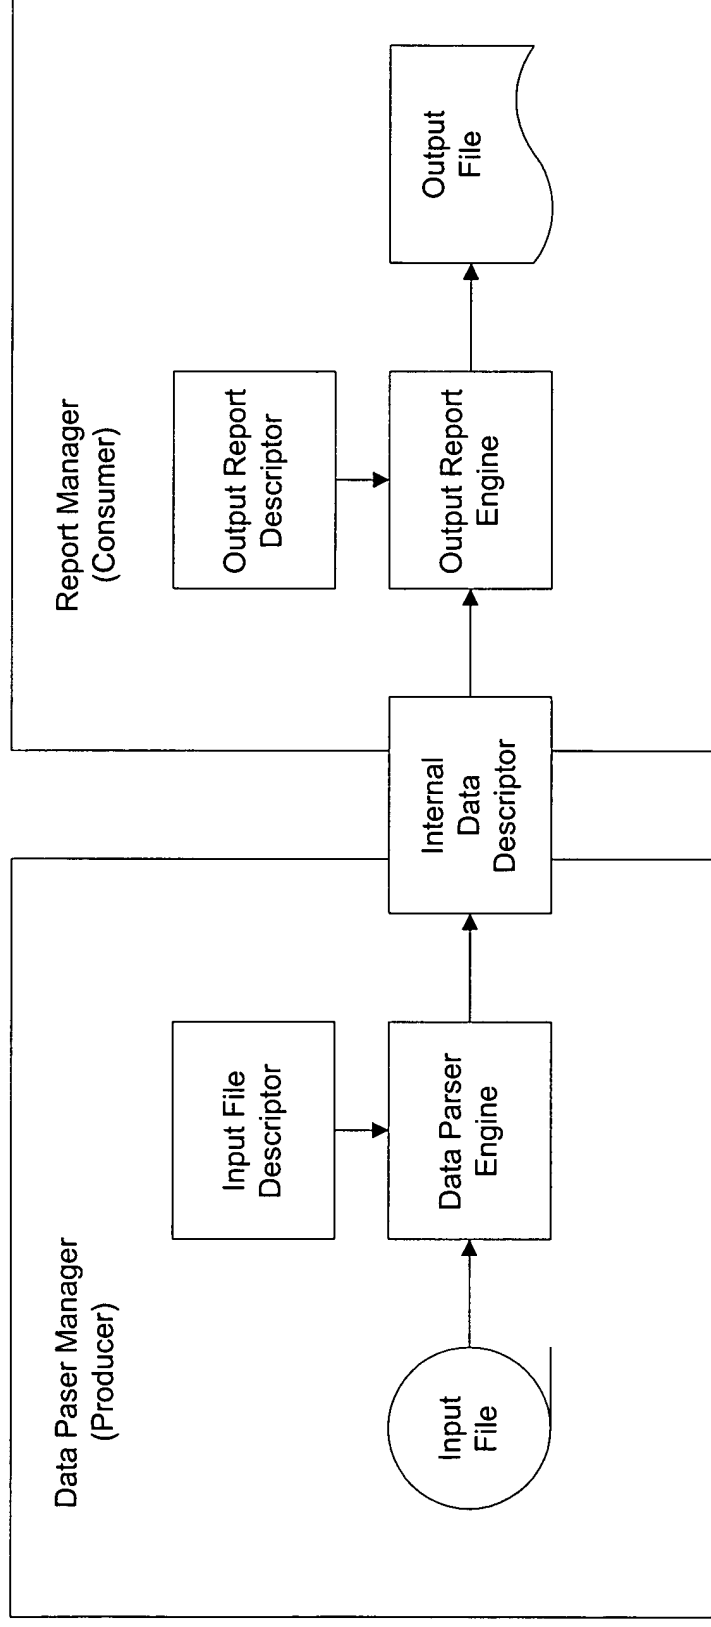 Data Paser Manager
(Producer)
Input File
Descriptor
Input
File
Data Parser
Engine
Internal
Data
Descriptor
Report Manager
(Consumer)
Output Report
Descriptor
Output Report
Engine
Output
File